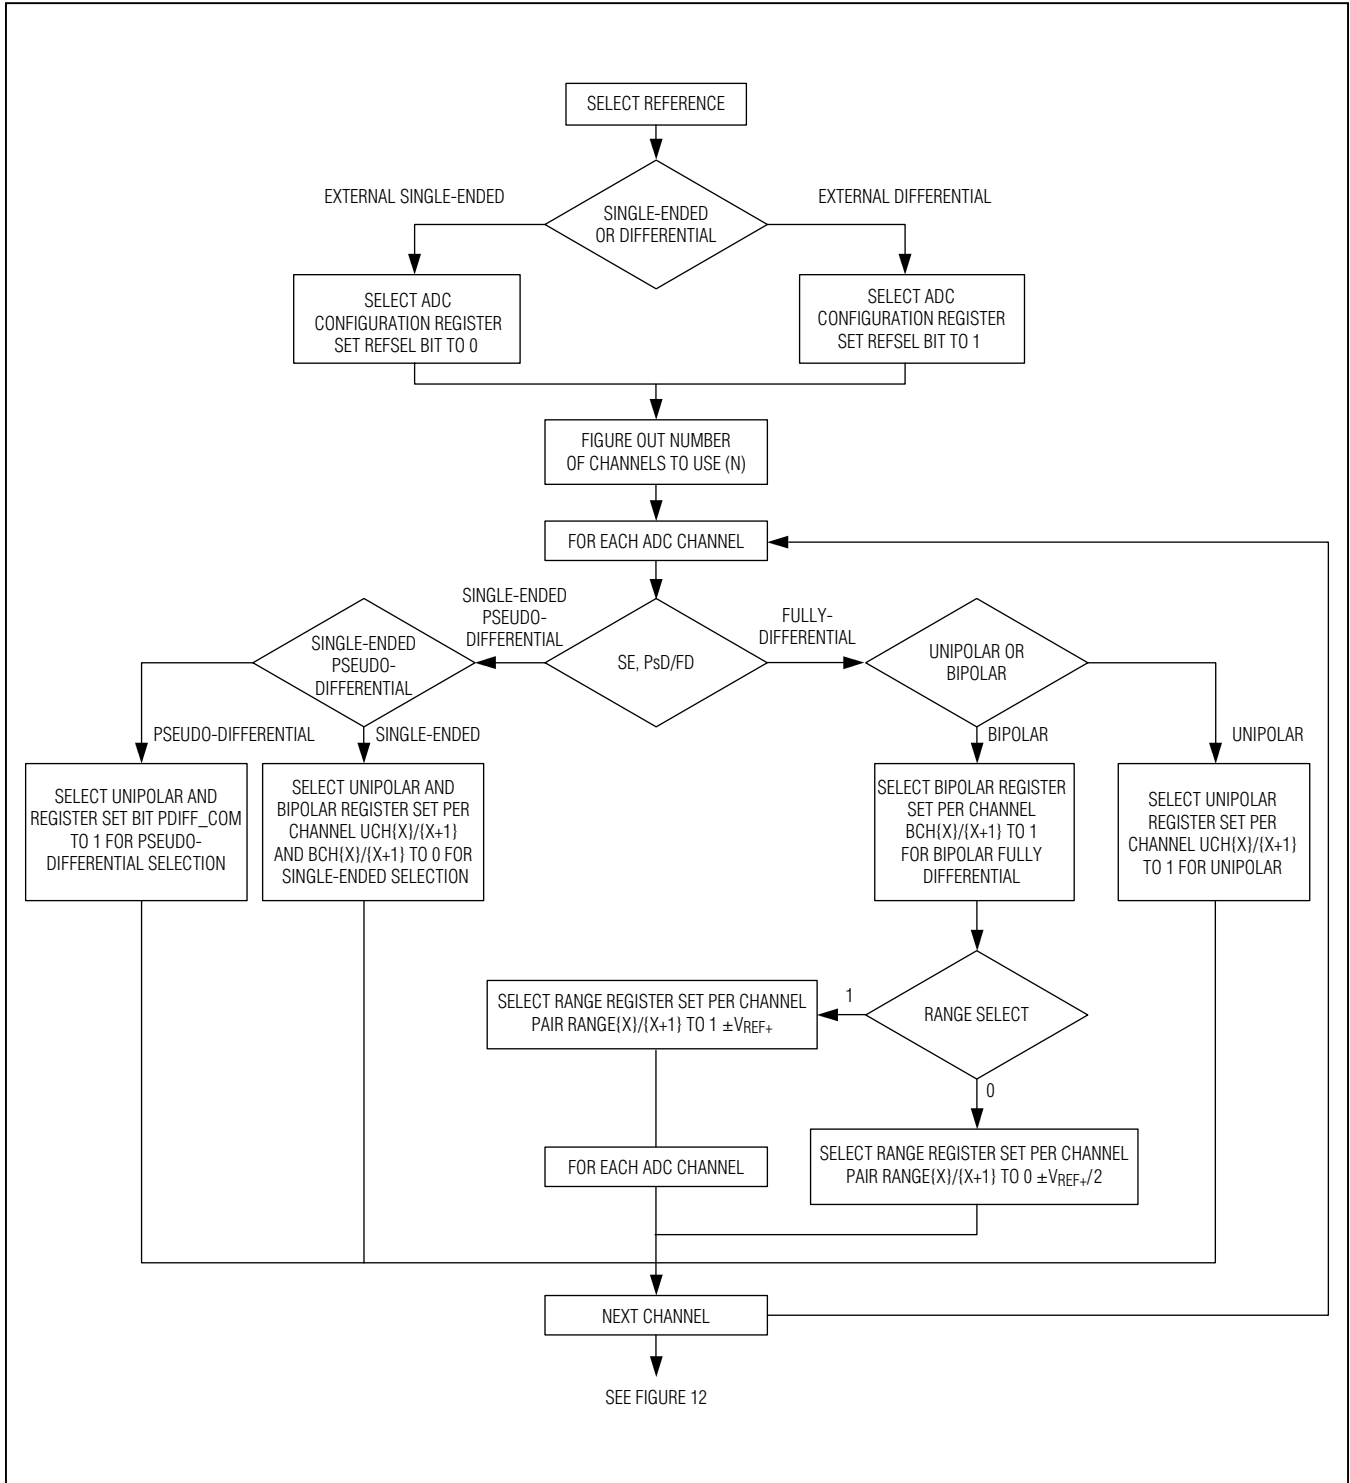 SELECT REFERENCE
EXTERNAL SINGLE-ENDED
EXTERNAL DIFFERENTIAL
SINGLE-ENDED
OR DIFFERENTIAL
SELECT ADC
CONFIGURATION REGISTER
SET REFSEL BIT TO 0
SELECT ADC
CONFIGURATION REGISTER
SET REFSEL BIT TO 1
FIGURE OUT NUMBER
OF CHANNELS TO USE (N)
FOR EACH ADC CHANNEL
SINGLE-ENDED
PSEUDO-
DIFFERENTIAL
FULLY-
DIFFERENTIAL
SINGLE-ENDED
PSEUDO-
DIFFERENTIAL
SE, PsD/FD
UNIPOLAR OR
BIPOLAR
PSEUDO-DIFFERENTIAL
SINGLE-ENDED
BIPOLAR
UNIPOLAR
SELECT UNIPOLAR AND
REGISTER SET BIT PDIFF_COM
TO 1 FOR PSEUDO-
DIFFERENTIAL SELECTION
SELECT UNIPOLAR AND
BIPOLAR REGISTER SET PER
CHANNEL UCH{X}/{X+1}
AND BCH{X}/{X+1} TO 0 FOR
SINGLE-ENDED SELECTION
SELECT BIPOLAR REGISTER
SET PER CHANNEL
BCH{X}/{X+1} TO 1
FOR BIPOLAR FULLY
DIFFERENTIAL
SELECT UNIPOLAR
REGISTER SET PER
CHANNEL UCH{X}/{X+1}
TO 1 FOR UNIPOLAR
SELECT RANGE REGISTER SET PER CHANNEL
PAIR RANGE{X}/{X+1} TO 1 ±VREF+
1
RANGE SELECT
0
FOR EACH ADC CHANNEL
SELECT RANGE REGISTER SET PER CHANNEL
PAIR RANGE{X}/{X+1} TO 0 ±VREF+/2
NEXT CHANNEL
SEE FIGURE 12